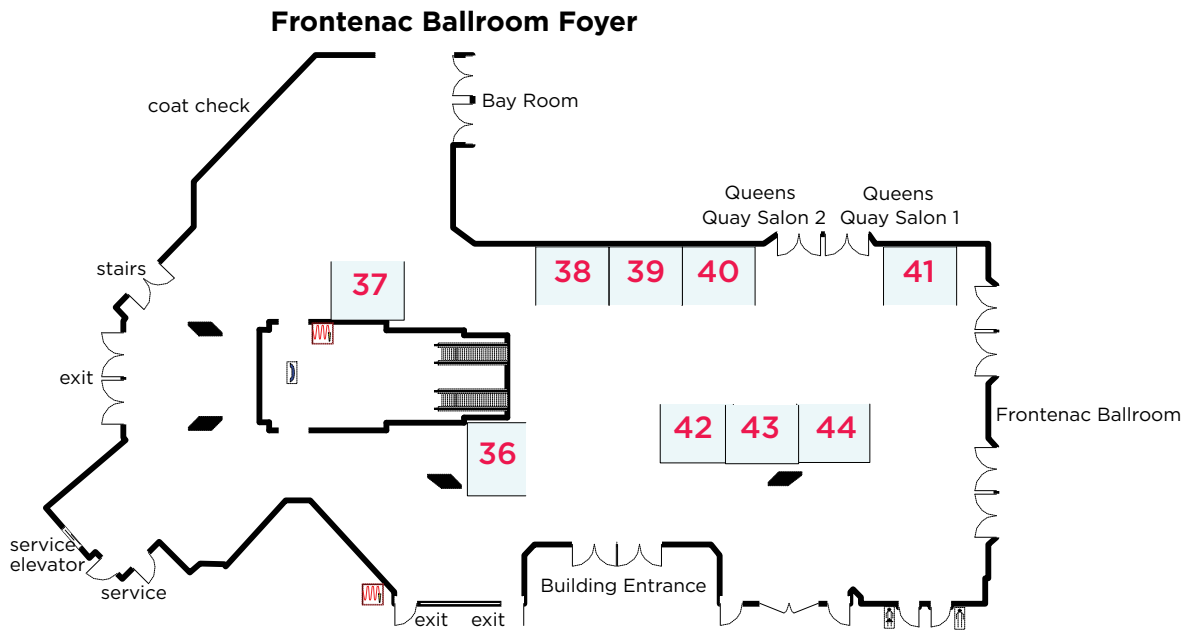 Frontenac Ballroom Foyer
coat check
Bay Room
Queens
Quay Salon 2
Queens
Quay Salon 1
stairs
37
38
39
40
41
exit
Frontenac Ballroom
42
43
44
36
service
elevator
service
Building Entrance
exit
exit